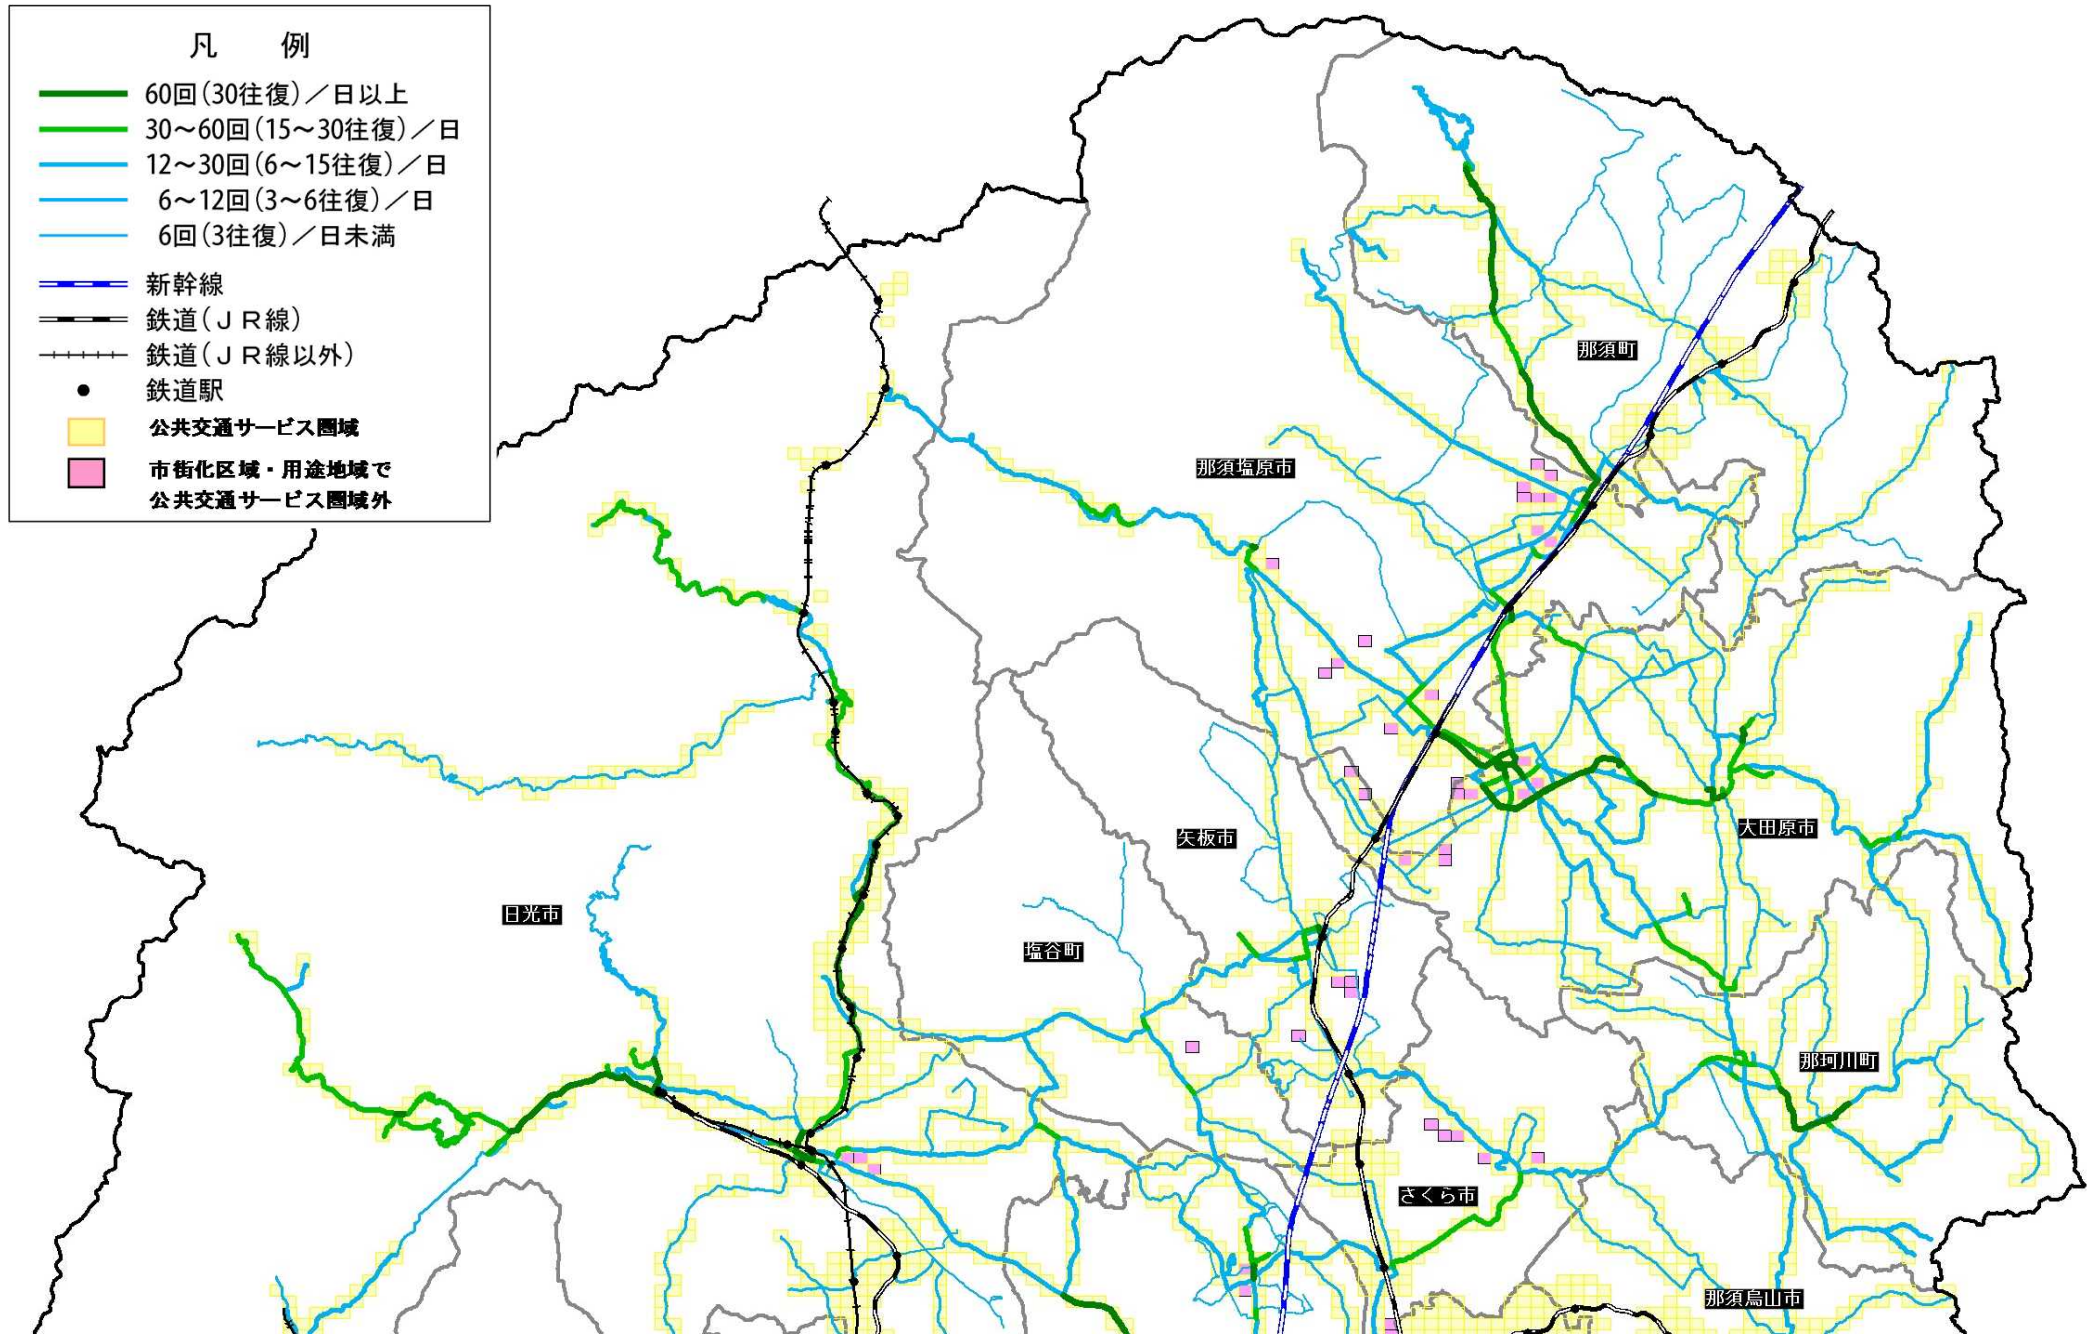 凡　例
60回(30往復)／日以上
30～60回(15～30往復)／日
12～30回(6～15往復)／日
6～12回(3～6往復)／日
6回(3往復)／日未満
新幹線
鉄道(ＪＲ線)
鉄道(ＪＲ線以外)
鉄道駅
公共交通サービス圏域
市街化区域・用途地域で
公共交通サービス圏域外
那須町
那須塩原市
矢板市
大田原市
日光市
塩谷町
那珂川町
さくら市
那須烏山市